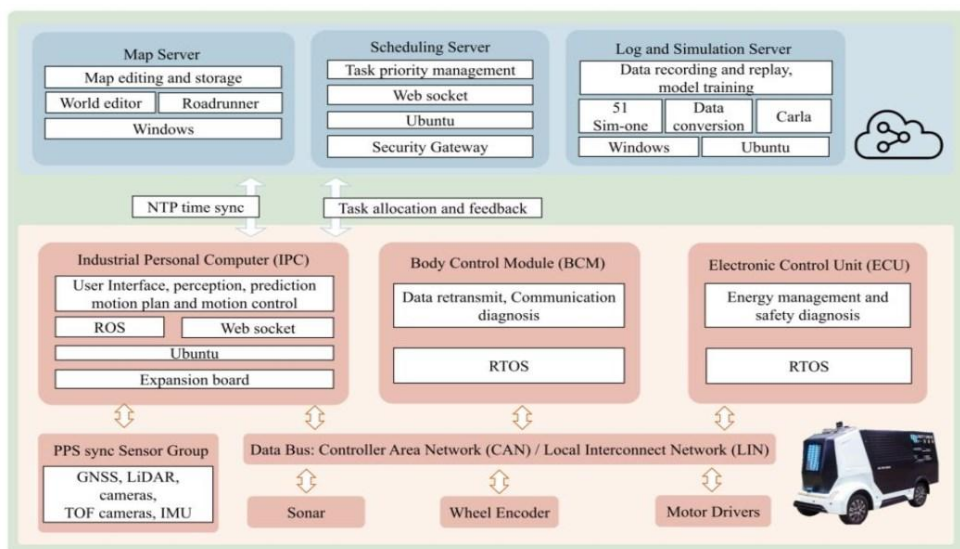 Map Server
Map editing and storage
World editor
Roadrunner
Windows
Scheduling Server
Task priority management
Web socket
Ubuntu
Security Gateway
Log and Simulation Server
Data recording and replay,
model training
51
Sim-one
Data
conversion
Carla
Windows
Ubuntu
NTP time sync
Task allocation and feedback
Industrial Personal Computer (IPC)
User Interface, perception, prediction
motion plan and motion control
ROS
Web socket
Ubuntu
Expansion board
Body Control Module (BCM)
Data retransmit, Communication
diagnosis
RTOS
Electronic Control Unit (ECU)
Energy management and
safety diagnosis
RTOS
PPS sync Sensor Group
GNSS, LiDAR,
cameras,
TOF cameras, IMU
Data Bus: Controller Area Network (CAN) / Local Interconnect Network (LIN)
Sonar
Wheel Encoder
Motor Drivers